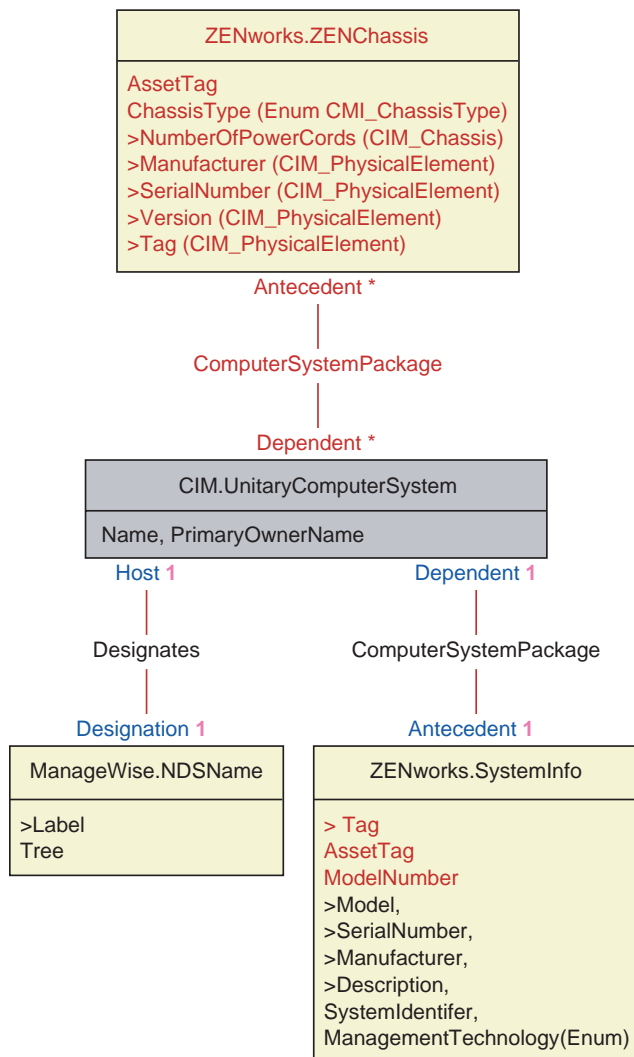 ZENworks.ZENChassis
AssetTag
ChassisType (Enum CMI_ChassisType)
>NumberOfPowerCords (CIM_Chassis)
>Manufacturer (CIM_PhysicalElement)
>SerialNumber (CIM_PhysicalElement)
>Version (CIM_PhysicalElement)
>Tag (CIM_PhysicalElement)
Antecedent *
ComputerSystemPackage
Dependent *
CIM.UnitaryComputerSystem
Name, PrimaryOwnerName
Host 1
Dependent 1
Designates
ComputerSystemPackage
Designation 1
Antecedent 1
ManageWise.NDSName
>Label
Tree
ZENworks.SystemInfo
> Tag
AssetTag
ModelNumber
>Model,
>SerialNumber,
>Manufacturer,
>Description,
SystemIdentifer,
ManagementTechnology(Enum)